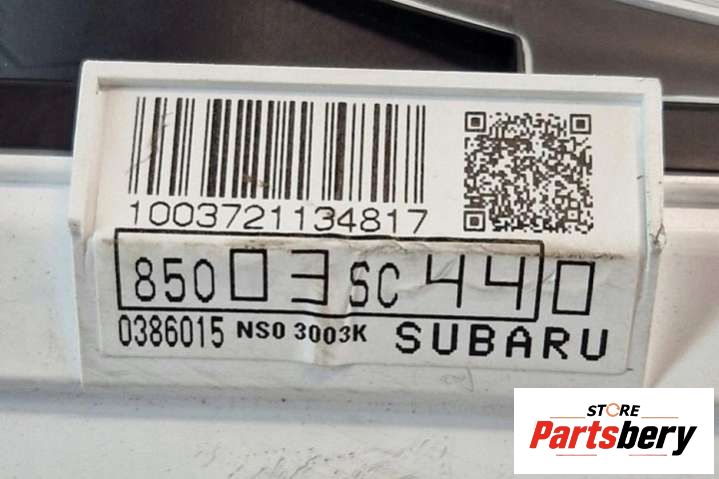 1003721134817
85003SC440
0386015 NS0 3003K SUBARU
STORE
Partsbery